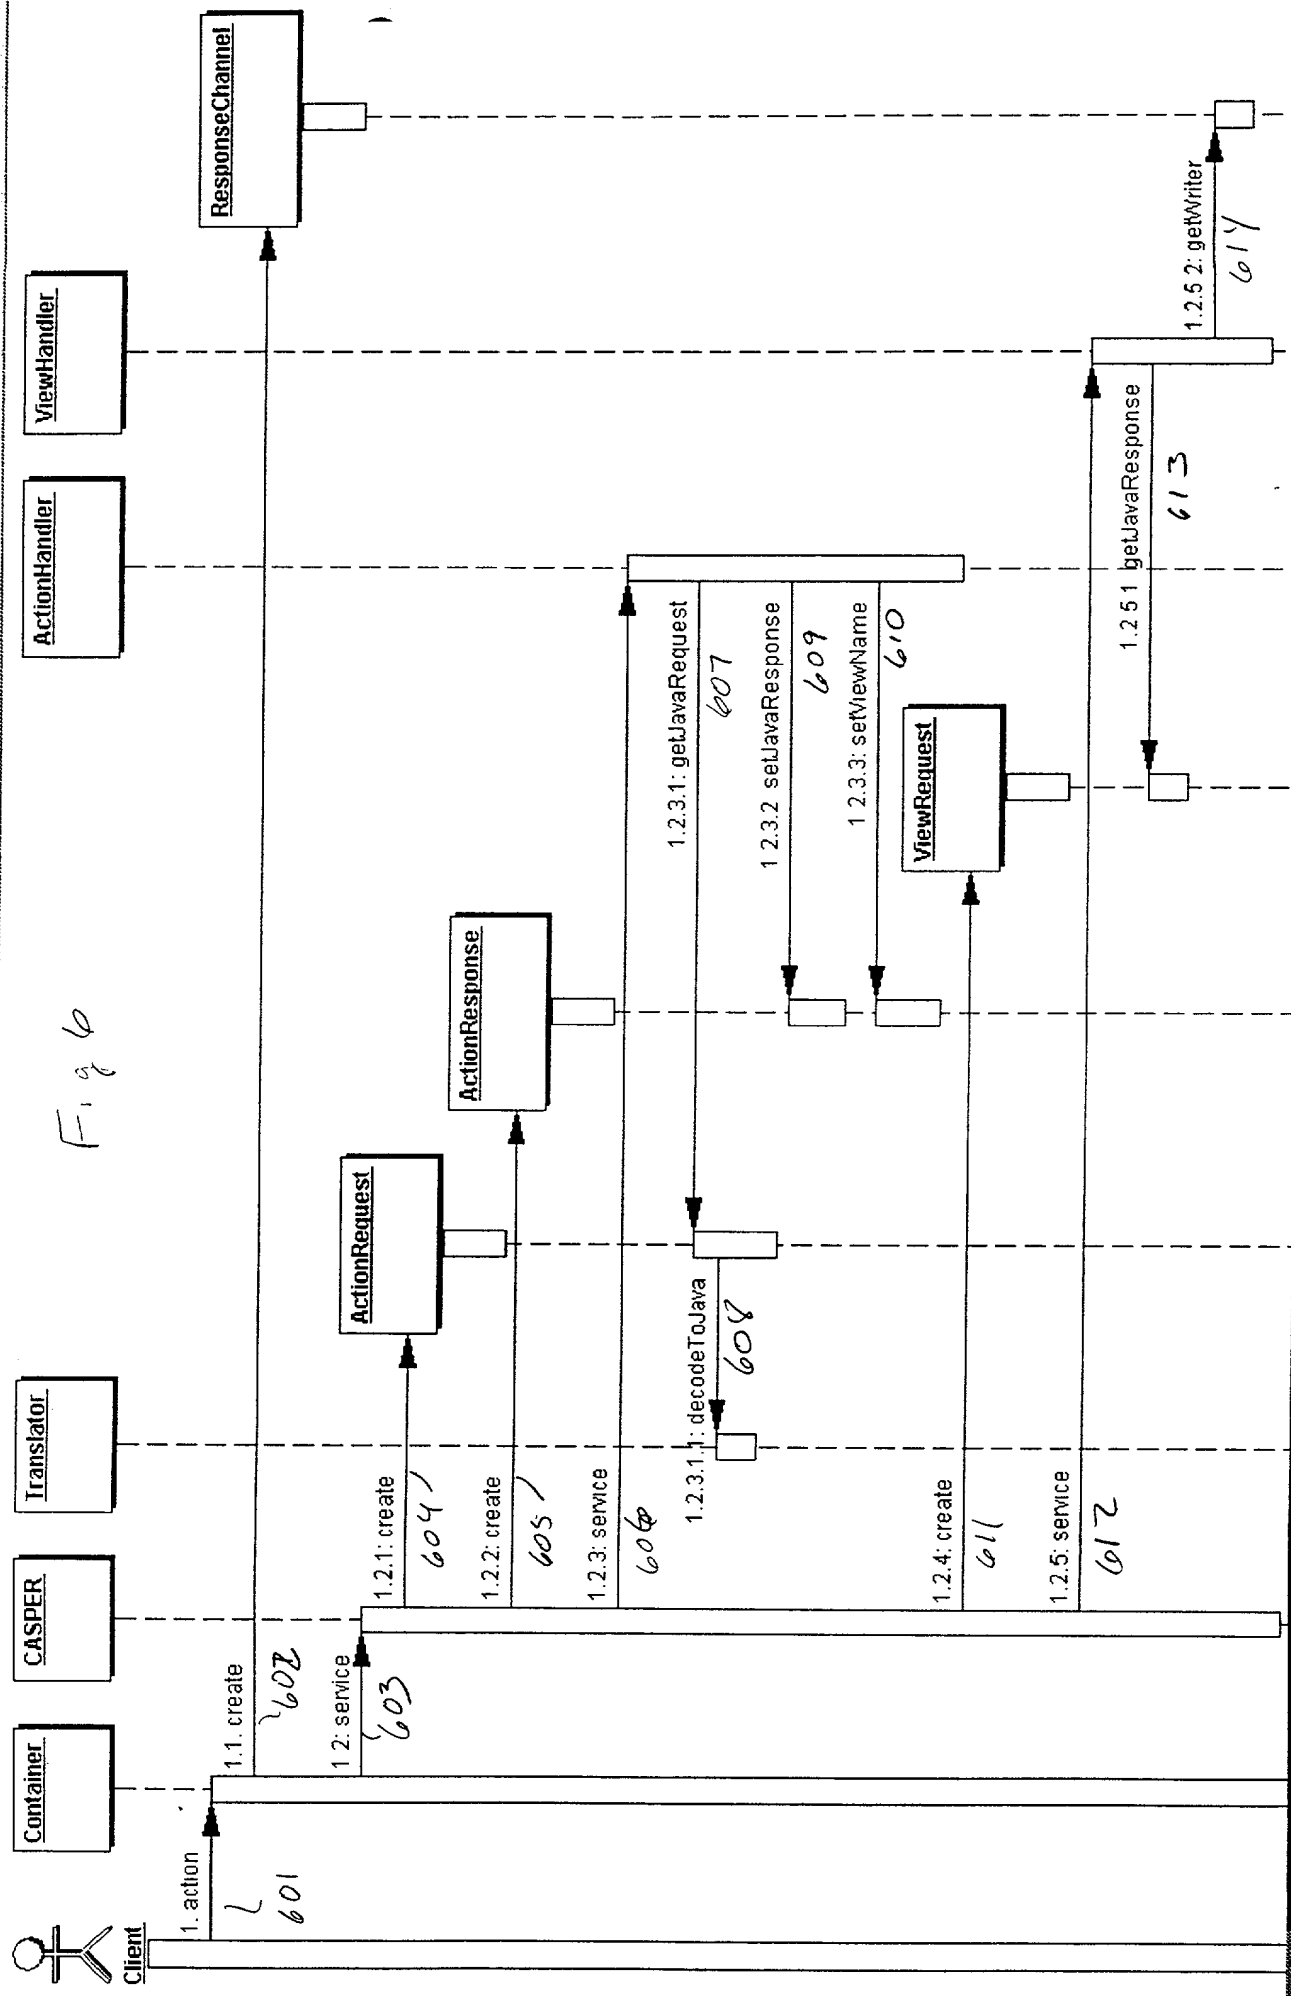 Fig 6
Client
Container
CASPER
Translator
ActionHandler
ViewHandler
ResponseChannel
1. action
601
1.1. create
602
1 2: service
603
1.2.1: create
604
ActionRequest
1.2.2: create
605
ActionResponse
1.2.3: service
606
1.2.3.1: getJavaRequest
607
1.2.3.1.1: decodeToJava
608
1 2.3.2 setJavaResponse
609
1 2.3.3: setViewName
610
1.2.4: create
611
ViewRequest
1.2.5: service
612
1.2 5 1 getJavaResponse
613
1.2.5 2: getWriter
614